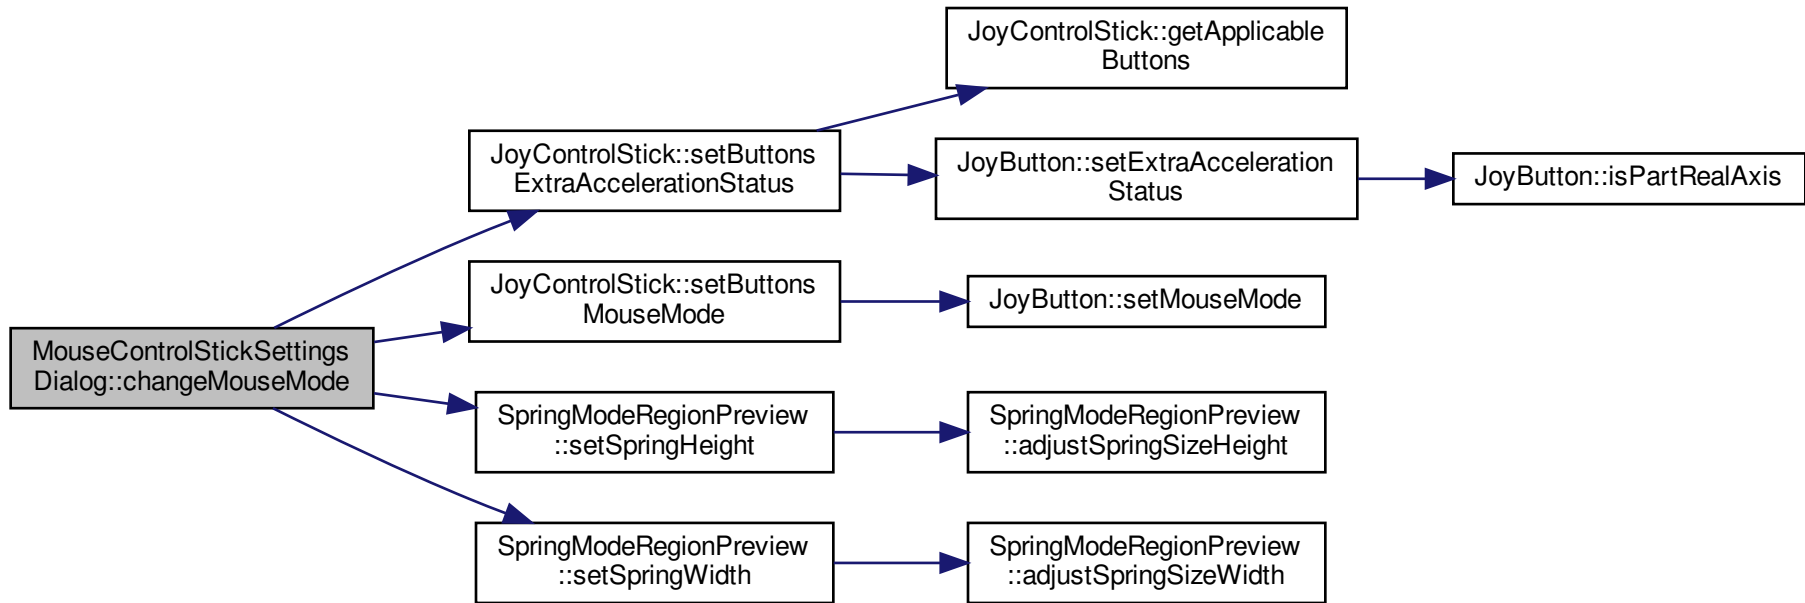 JoyControlStick::getApplicable
Buttons
JoyControlStick::setButtons
ExtraAccelerationStatus
JoyButton::setExtraAcceleration
Status
JoyButton::isPartRealAxis
JoyControlStick::setButtons
MouseMode
JoyButton::setMouseMode
MouseControlStickSettings
Dialog::changeMouseMode
SpringModeRegionPreview
::setSpringHeight
SpringModeRegionPreview
::adjustSpringSizeHeight
SpringModeRegionPreview
::setSpringWidth
SpringModeRegionPreview
::adjustSpringSizeWidth